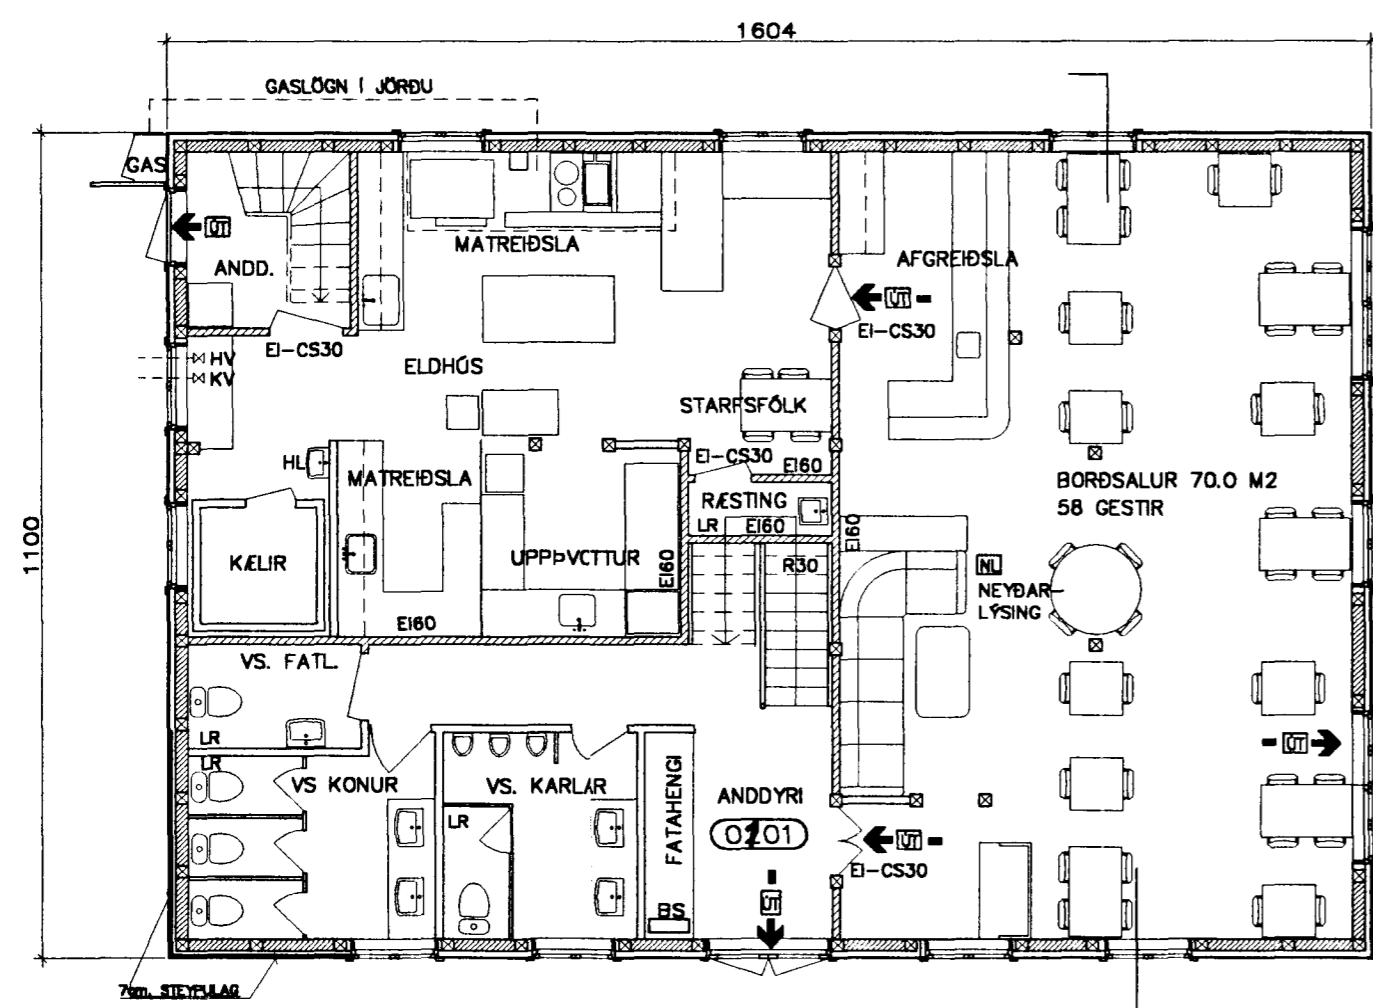 1604
GASLÖGN Í JÖRÐU
GAS
ÚT
ANDD.
MATREIÐSLA
AFGREIÐSLA
ÚT
EI-CS30
EI-CS30
HV
KV
ELDHÚS
STARFSFÓLK
EI-CS30
EI60
HL
MATREIÐSLA
RÆSTING
LR
EI60
EI60
BORÐSALUR 70.0 M2
58 GESTIR
1100
KÆLIR
UPPÞVOTTUR
EI60
R30
NL
NEYÐAR
LÝSING
EI60
VS. FATL.
LR
LR
VS KONUR
VS. KARLAR
FATAHENGI
ANDDYRI
ÚT
LR
ÚT
EI-CS30
ÚT
BS
7cm. STEYPULAG